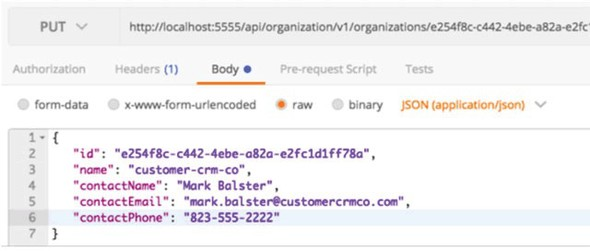 PUT http://localhost:5555/api/organization/v1/organizations/e254f8c-c442-4ebe-a82a-e2fc1
Authorization Headers (1) Body Pre-request Script Tests
form-data x-www-form-urlencoded raw binary JSON (application/json)
1 {
2 "id": "e254f8c-c442-4ebe-a82a-e2fc1d1ff78a",
3 "name": "customer-crm-co",
4 "contactName": "Mark Balster",
5 "contactEmail": "mark.balster@customercrmco.com",
6 "contactPhone": "823-555-2222"
7 }